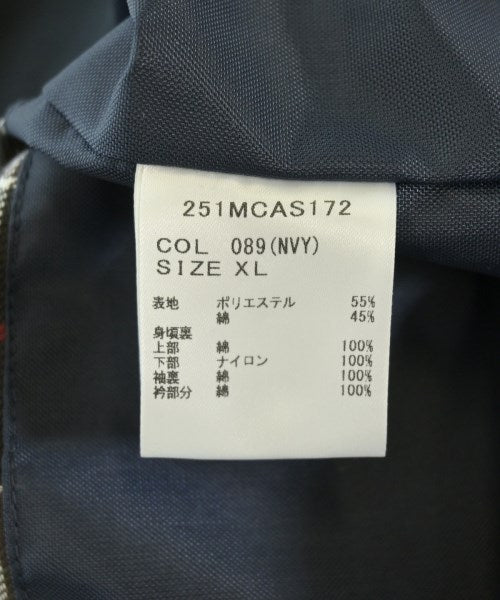 251MCAS172
COL 089(NVY)
SIZE XL
表地 ポリエステル 55%
綿 45%
身頃裏
上部 綿 100%
下部 ナイロン 100%
袖裏 綿 100%
衿部分 綿 100%